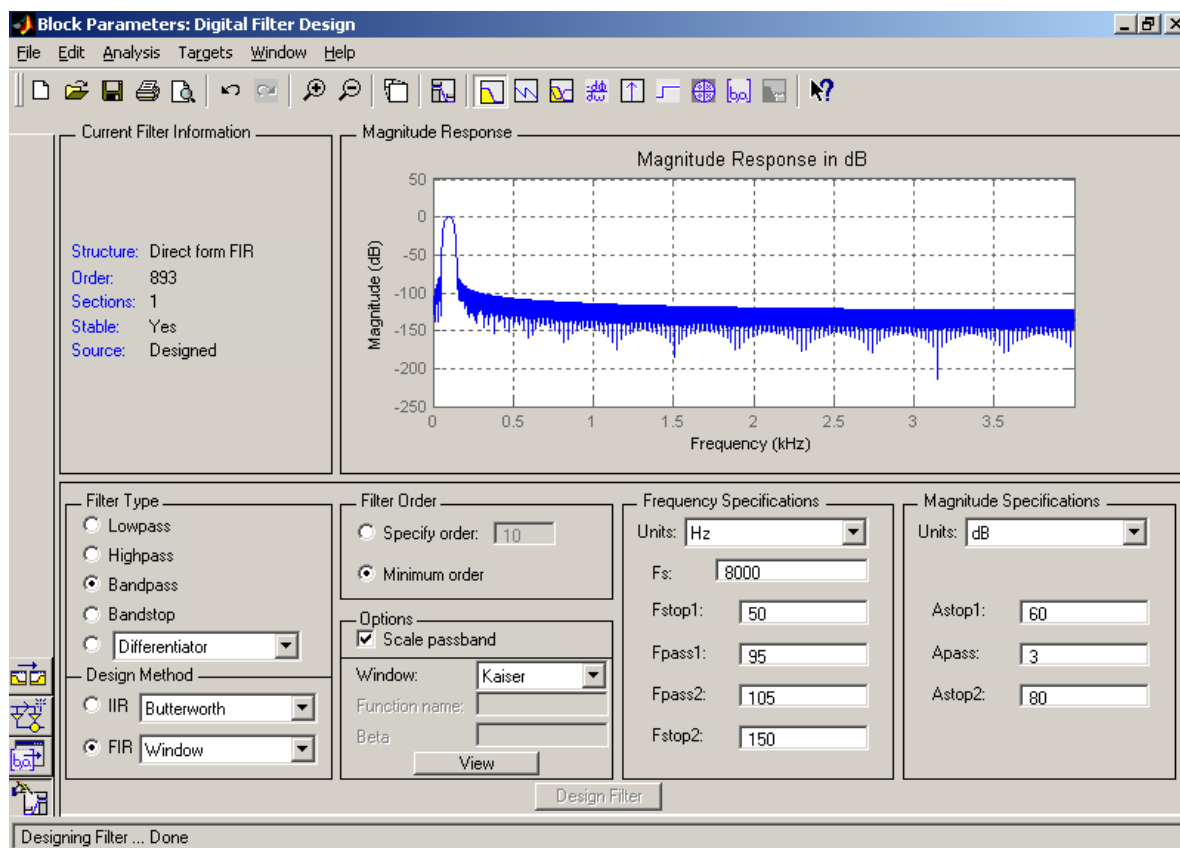 Block Parameters: Digital Filter Design
File Edit Analysis Targets Window Help
Current Filter Information
Structure: Direct form FIR
Order: 893
Sections: 1
Stable: Yes
Source: Designed
Magnitude Response
Magnitude Response in dB
50
0
-50
-100
-150
-200
-250
Magnitude (dB)
0 0.5 1 1.5 2 2.5 3 3.5
Frequency (kHz)
Filter Type
Lowpass
Highpass
Bandpass
Bandstop
Differentiator
Design Method
IIR Butterworth
FIR Window
Filter Order
Specify order: 10
Minimum order
Options
Scale passband
Window: Kaiser
Function name:
Beta
View
Frequency Specifications
Units: Hz
Fs: 8000
Fstop1: 50
Fpass1: 95
Fpass2: 105
Fstop2: 150
Magnitude Specifications
Units: dB
Astop1: 60
Apass: 3
Astop2: 80
Design Filter
Designing Filter ... Done